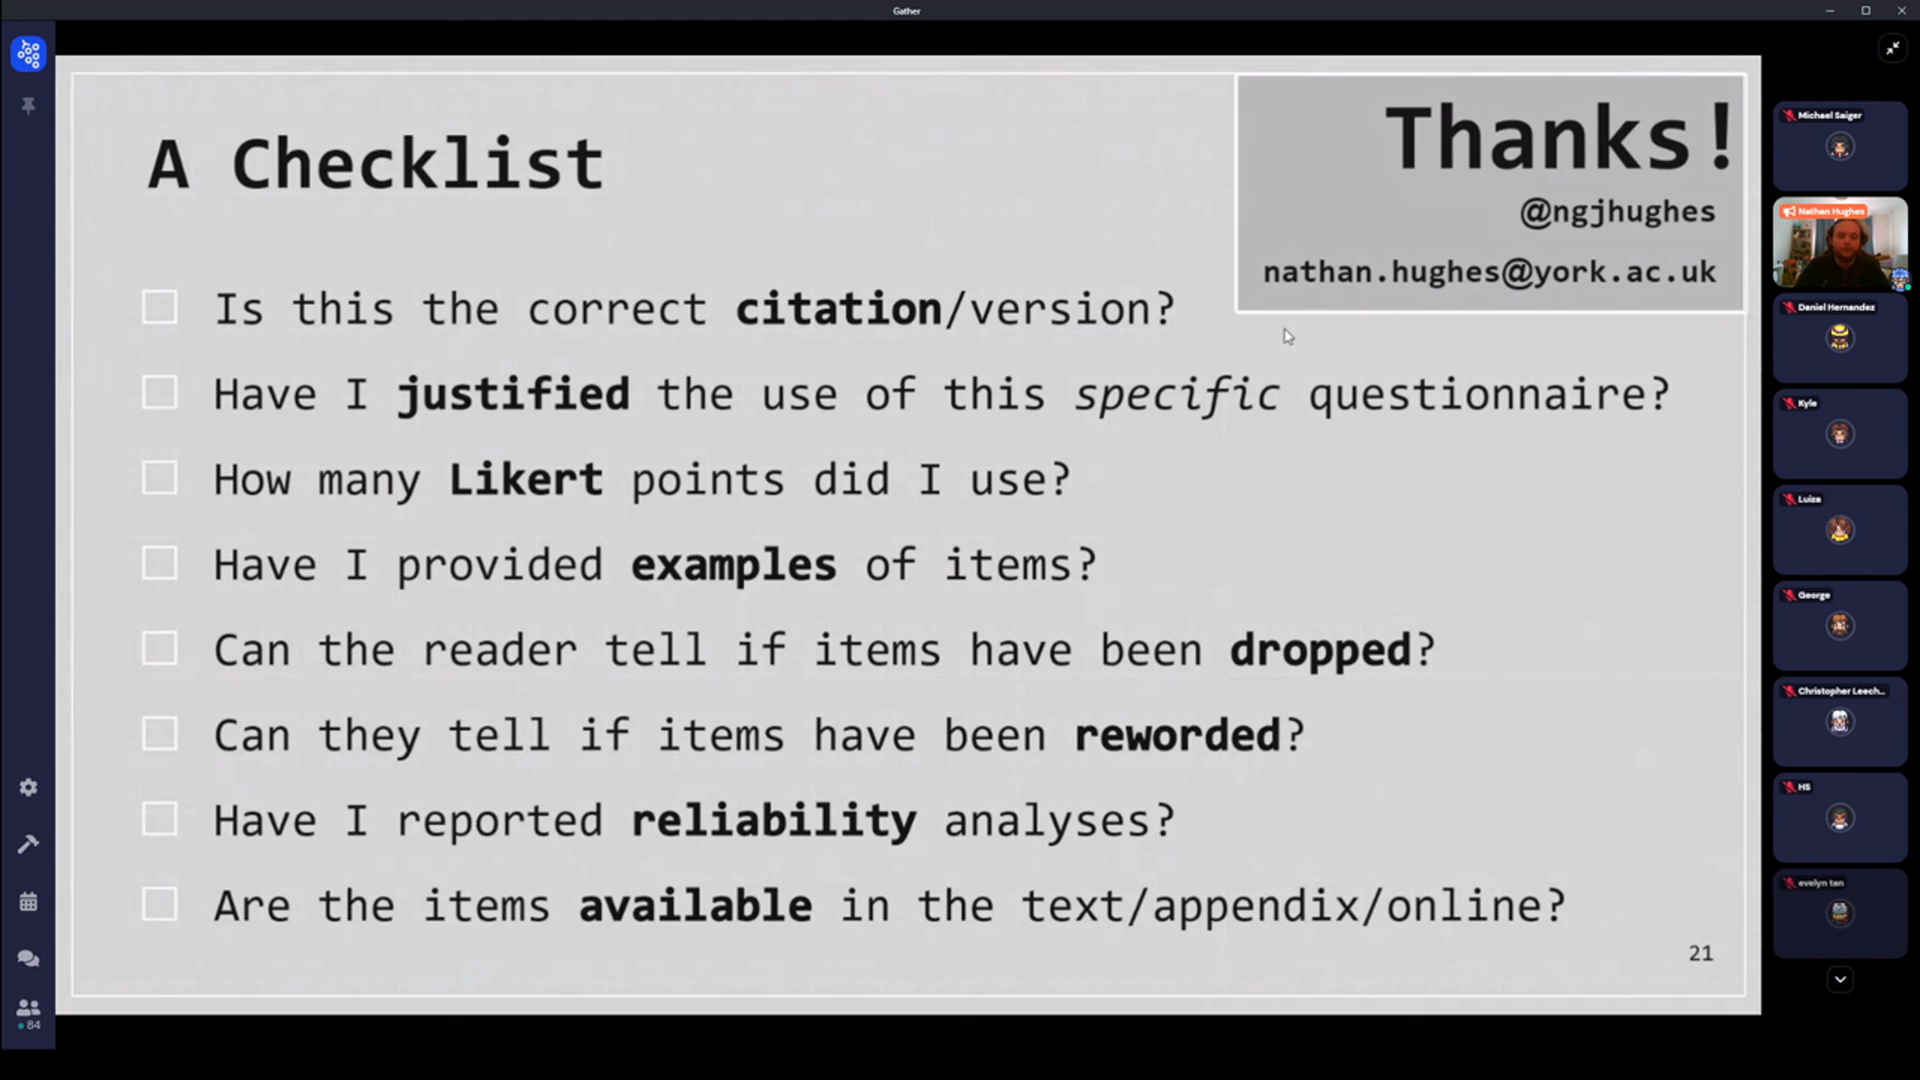 Gather
A Checklist
Thanks!
@ngjhughes
nathan.hughes@york.ac.uk
Is this the correct citation/version?
Have I justified the use of this specific questionnaire?
How many Likert points did I use?
Have I provided examples of items?
Can the reader tell if items have been dropped?
Can they tell if items have been reworded?
Have I reported reliability analyses?
Are the items available in the text/appendix/online?
21
84
Michael Saiger
Nathan Hughes
Daniel Hernandez
Kyle
Luiza
George
Christopher Leech...
HS
evelyn tan